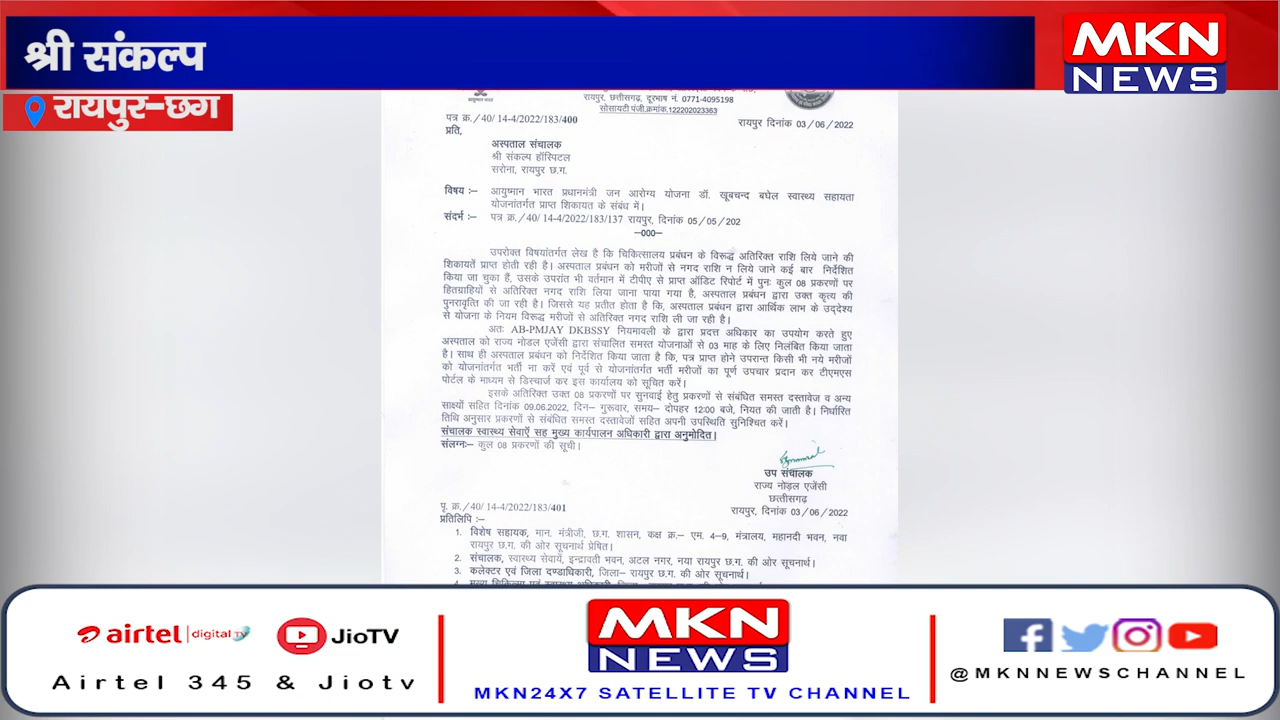 श्री संकल्प
MKN
NEWS
रायपुर-छग
रायपुर, छत्तीसगढ़, दूरभाष नं. 0771-4095198
सोसायटी पंजी.क्रमांक.122202023363
पत्र क्र./40/ 14-4/2022/183/400
रायपुर दिनांक 03/06/2022
प्रति,
अस्पताल संचालक
श्री संकल्प हॉस्पिटल
सरोना, रायपुर छ.ग.
विषय :– आयुष्मान भारत प्रधानमंत्री जन आरोग्य योजना डॉ. खूबचन्द बघेल स्वास्थ्य सहायता
योजनांतर्गत प्राप्त शिकायत के संबंध में।
संदर्भ :– पत्र क्र./40/ 14-4/2022/183/137 रायपुर, दिनांक 05/05/202
—000—
उपरोक्त विषयांतर्गत लेख है कि चिकित्सालय प्रबंधन के विरूद्ध अतिरिक्त राशि लिये जाने की
शिकायतें प्राप्त होती रही है। अस्पताल प्रबंधन को मरीजों से नगद राशि न लिये जाने कई बार निर्देशित
किया जा चुका हैं, उसके उपरांत भी वर्तमान में टीपीए से प्राप्त ऑडिट रिपोर्ट में पुनः कुल 08 प्रकरणों पर
हितग्राहियों से अतिरिक्त नगद राशि लिया जाना पाया गया है, अस्पताल प्रबंधन द्वारा उक्त कृत्य की
पुनरावृति की जा रही है। जिससे यह प्रतीत होता है कि, अस्पताल प्रबंधन द्वारा आर्थिक लाभ के उद्देश्य
से योजना के नियम विरूद्ध मरीजों से अतिरिक्त नगद राशि ली जा रही है।
अतः AB-PMJAY DKBSSY नियमावली के द्वारा प्रदत्त अधिकार का उपयोग करते हुए
अस्पताल को राज्य नोडल एजेंसी द्वारा संचालित समस्त योजनाओं से 03 माह के लिए निलंबित किया जाता
है। साथ ही अस्पताल प्रबंधन को निर्देशित किया जाता है कि, पत्र प्राप्त होने उपरान्त किसी भी नये मरीजों
को योजनांतर्गत भर्ती ना करें एवं पूर्व से योजनांतर्गत भर्ती मरीजों का पूर्ण उपचार प्रदान कर टीएमएस
पोर्टल के माध्यम से डिस्चार्ज कर इस कार्यालय को सूचित करें।
इसके अतिरिक्त उक्त 08 प्रकरणों पर सुनवाई हेतु प्रकरणों से संबंधित समस्त दस्तावेज व अन्य
साक्ष्यों सहित दिनांक 09.06.2022, दिन– गुरूवार, समय– दोपहर 12:00 बजे, नियत की जाती है। निर्धारित
तिथि अनुसार प्रकरणों से संबंधित समस्त दस्तावेजों सहित अपनी उपस्थिति सुनिश्चित करें।
संचालक स्वास्थ्य सेवाएँ सह मुख्य कार्यपालन अधिकारी द्वारा अनुमोदित।
संलग्नः– कुल 08 प्रकरणों की सूची।
उप संचालक
राज्य नोडल एजेंसी
छत्तीसगढ़
पृ. क्र./40/ 14-4/2022/183/401
रायपुर, दिनांक 03/06/2022
प्रतिलिपि :–
1. विशेष सहायक, मान. मंत्रीजी, छ.ग. शासन, कक्ष क्र.– एम. 4–9, मंत्रालय, महानदी भवन, नवा
रायपुर छ.ग. की ओर सूचनार्थ प्रेषित।
2. संचालक, स्वास्थ्य सेवायें, इन्द्रावती भवन, अटल नगर, नया रायपुर छ.ग. की ओर सूचनार्थ।
3. कलेक्टर एवं जिला दण्डाधिकारी, जिला– रायपुर छ.ग. की ओर सूचनार्थ।
airtel digital TV
JioTV
Airtel 345 & Jiotv
MKN
NEWS
MKN24X7 SATELLITE TV CHANNEL
@MKNNEWSCHANNEL